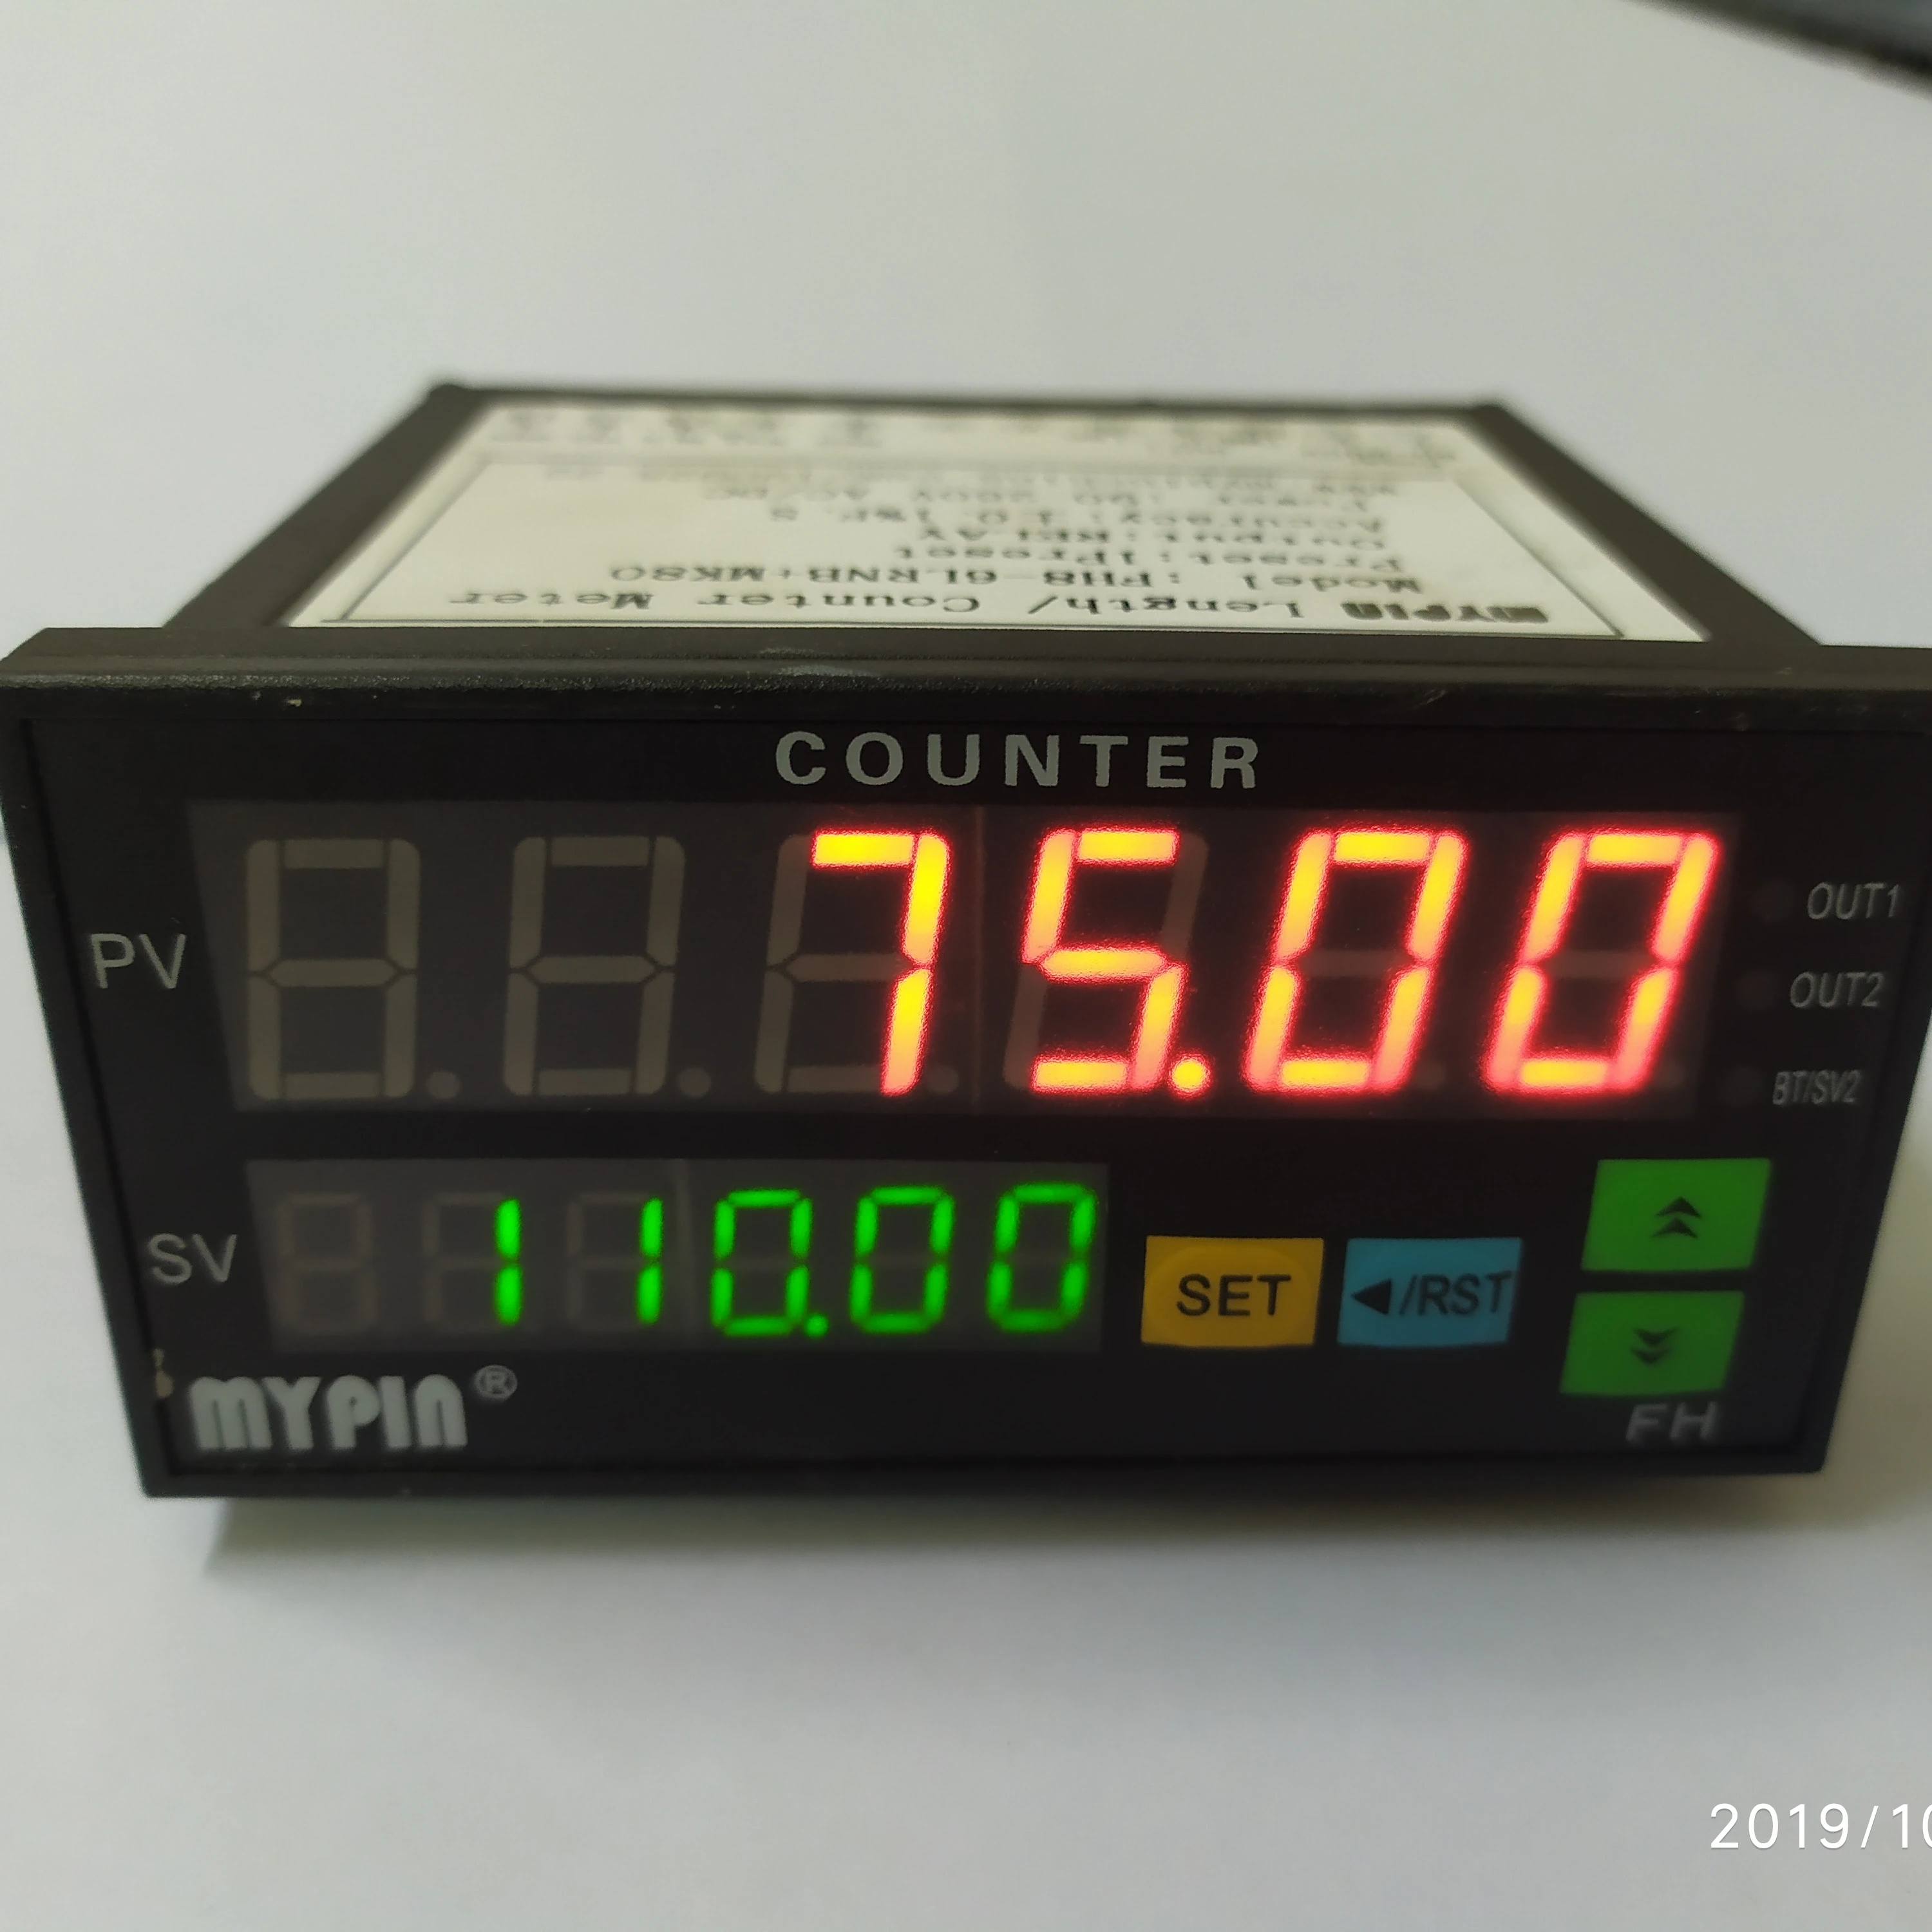 MYPIN Length/ Counter Meter
Model :FH8-6LRNB+MK80
Preset:1Preset
Output:RELAY
COUNTER
PV 75.00
OUT1
OUT2
BT/SV2
SV 110.00
SET
/RST
MYPIN®
FH
2019/10